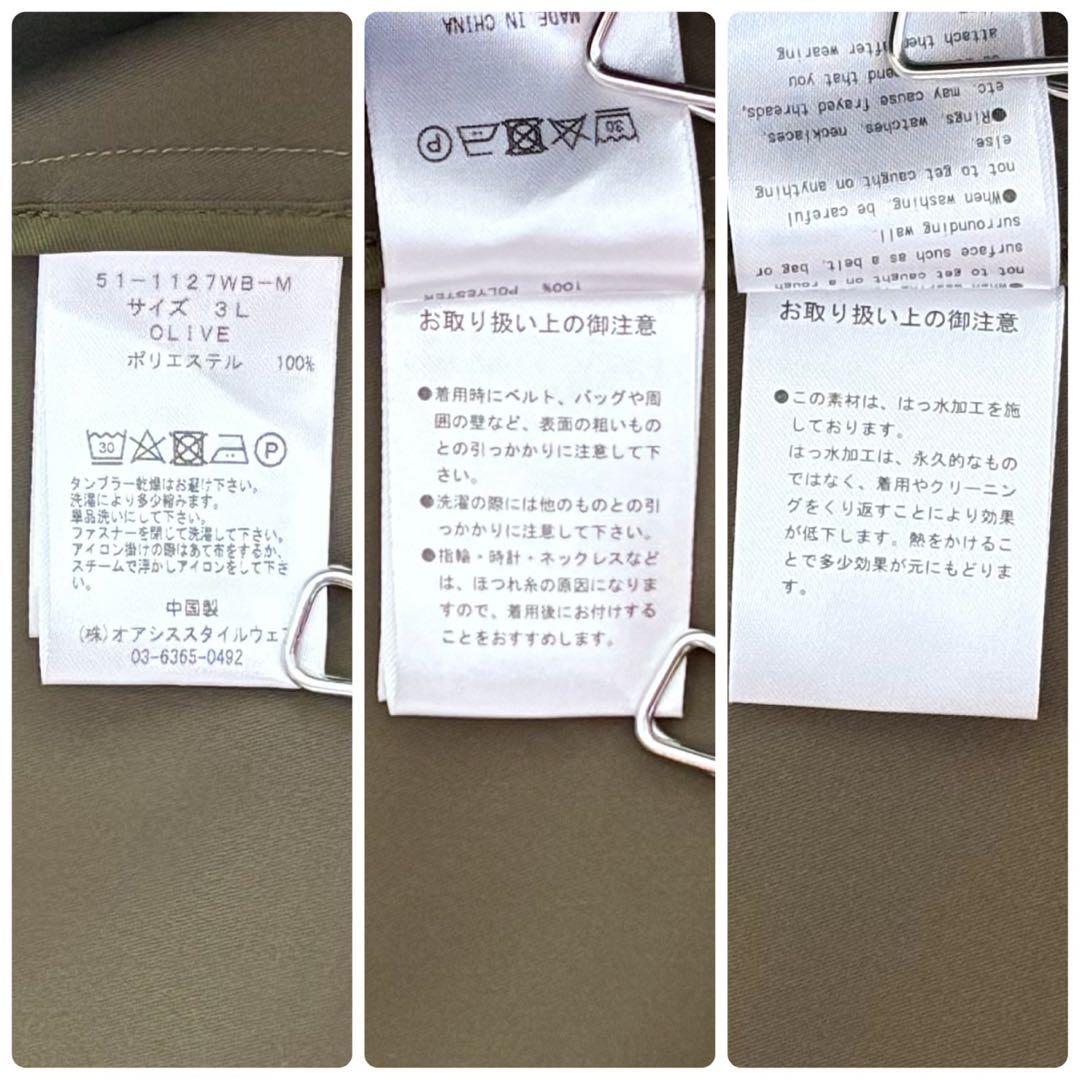 51-1127WB-M
サイズ 3L
OLIVE
ポリエステル 100%
30
P
タンブラー乾燥はお避け下さい。
洗濯により多少縮みます。
単品洗いにして下さい。
ファスナーを閉じて洗濯して下さい。
アイロン掛けの際はあて布をするか、
スチームで浮かしアイロンをして下さ
い。
中国製
(株)オアシススタイルウェア
03-6365-0492
MADE IN CHINA
30
P
100% POLYESTER
お取り扱い上の御注意
●着用時にベルト、バッグや周
囲の壁など、表面の粗いもの
との引っかかりに注意して下
さい。
●洗濯の際には他のものとの引
っかかりに注意して下さい。
●指輪・時計・ネックレスなど
は、ほつれ糸の原因になりま
すので、着用後にお付けする
ことをおすすめします。
not to get caught on a rough
surface such as a belt, bag or
surrounding wall.
●When washing, be careful
not to get caught on anything
else
●Rings, watches, necklaces,
etc. may cause frayed threads,
that you
attach after wearing
お取り扱い上の御注意
●この素材は、はっ水加工を施
しております。
はっ水加工は、永久的なもの
ではなく、着用やクリーニン
グをくり返すことにより効果
が低下します。熱をかけるこ
とで多少効果が元にもどりま
す。